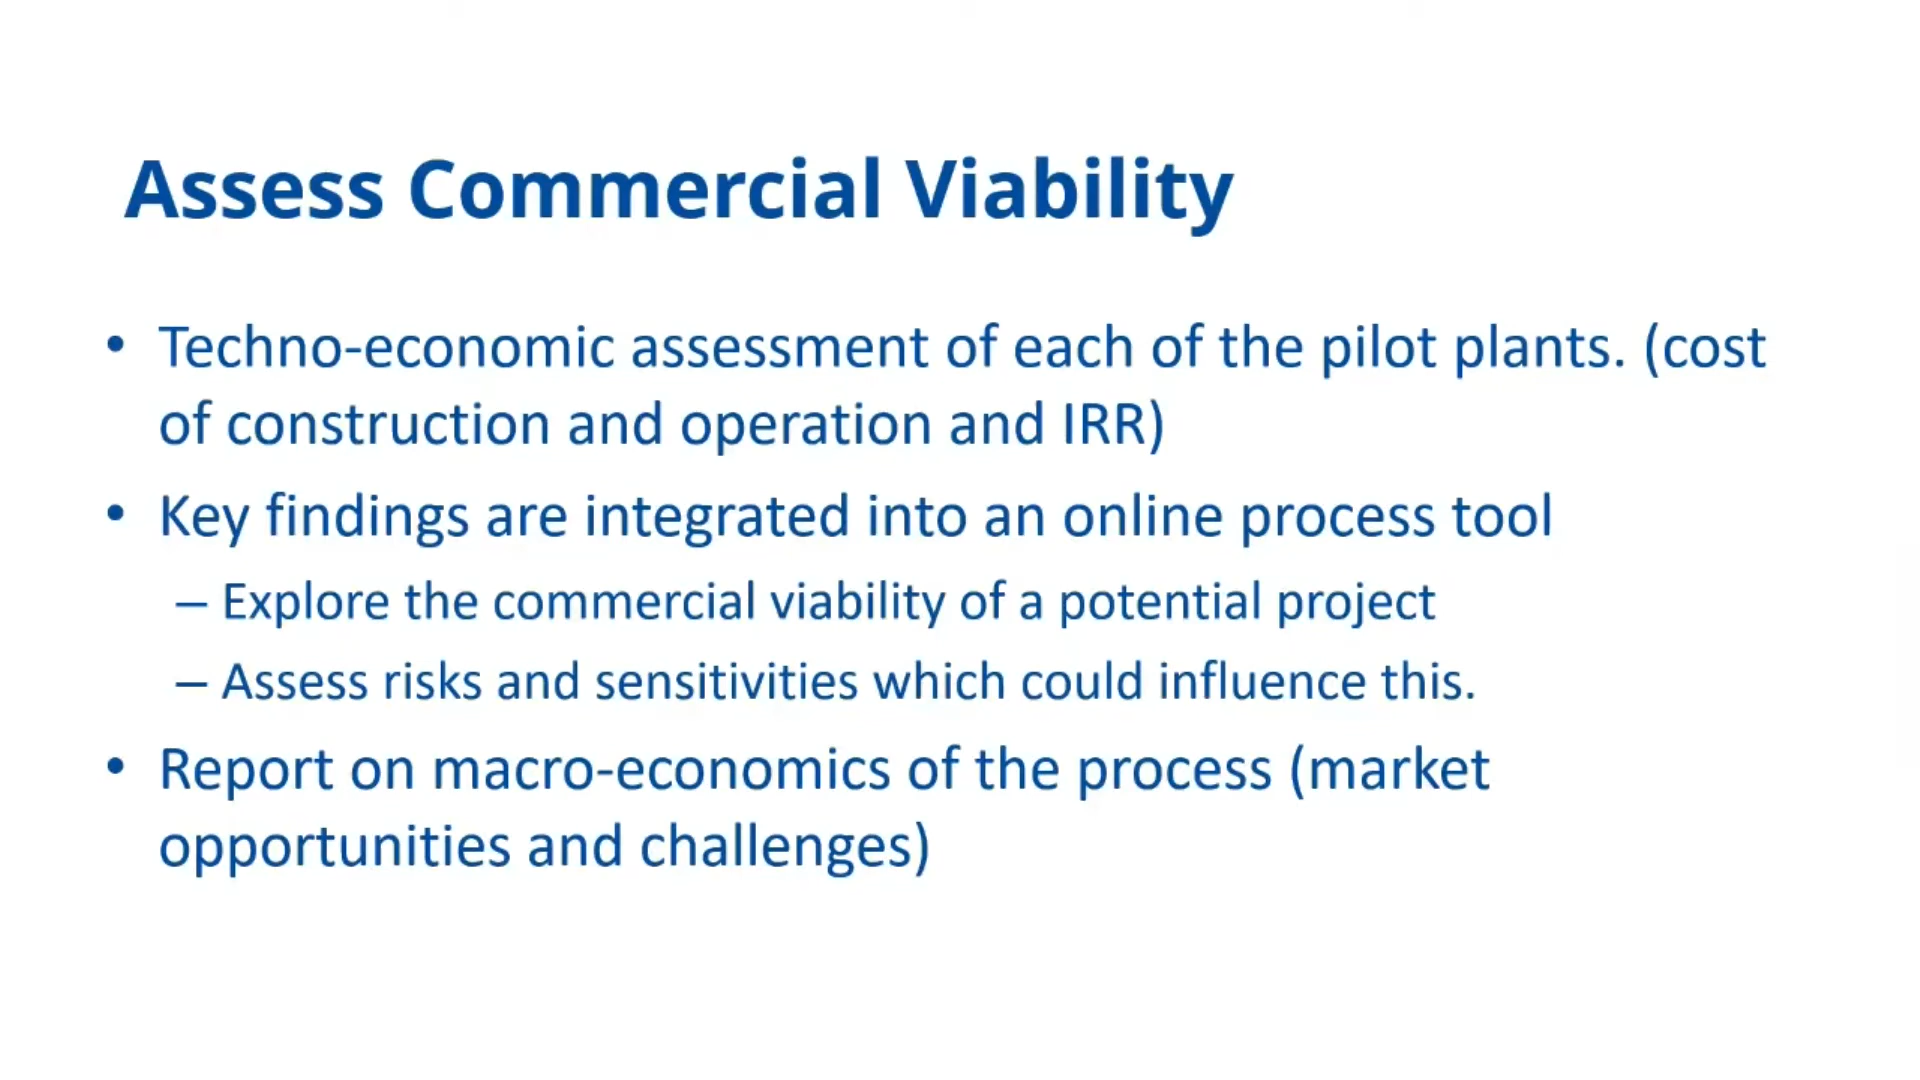 Assess Commercial Viability
• Techno-economic assessment of each of the pilot plants. (cost
of construction and operation and IRR)
• Key findings are integrated into an online process tool
– Explore the commercial viability of a potential project
– Assess risks and sensitivities which could influence this.
• Report on macro-economics of the process (market
opportunities and challenges)